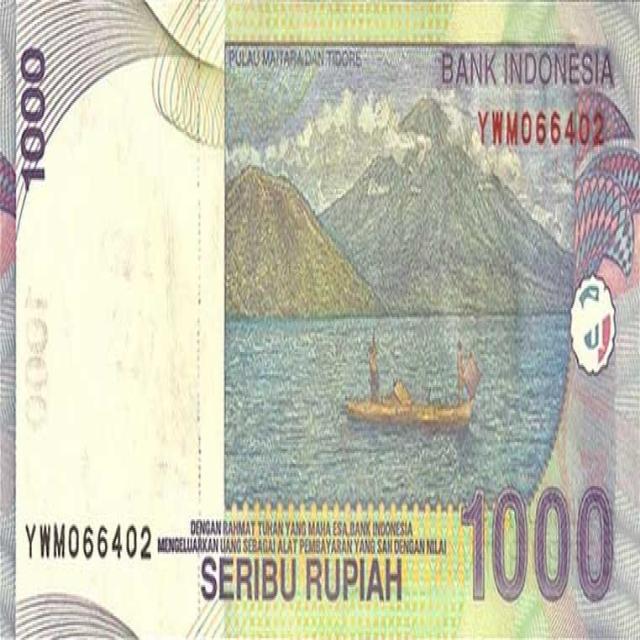 1000
PULAU MAITARA DAN TIDORE
BANK INDONESIA
YWM066402
1000
YWM066402
DENGAN RAHMAT TUHAN YANG MAHA ESA, BANK INDONESIA
MENGELUARKAN UANG SEBAGAI ALAT PEMBAYARAN YANG SAH DENGAN NILAI
SERIBU RUPIAH
1000